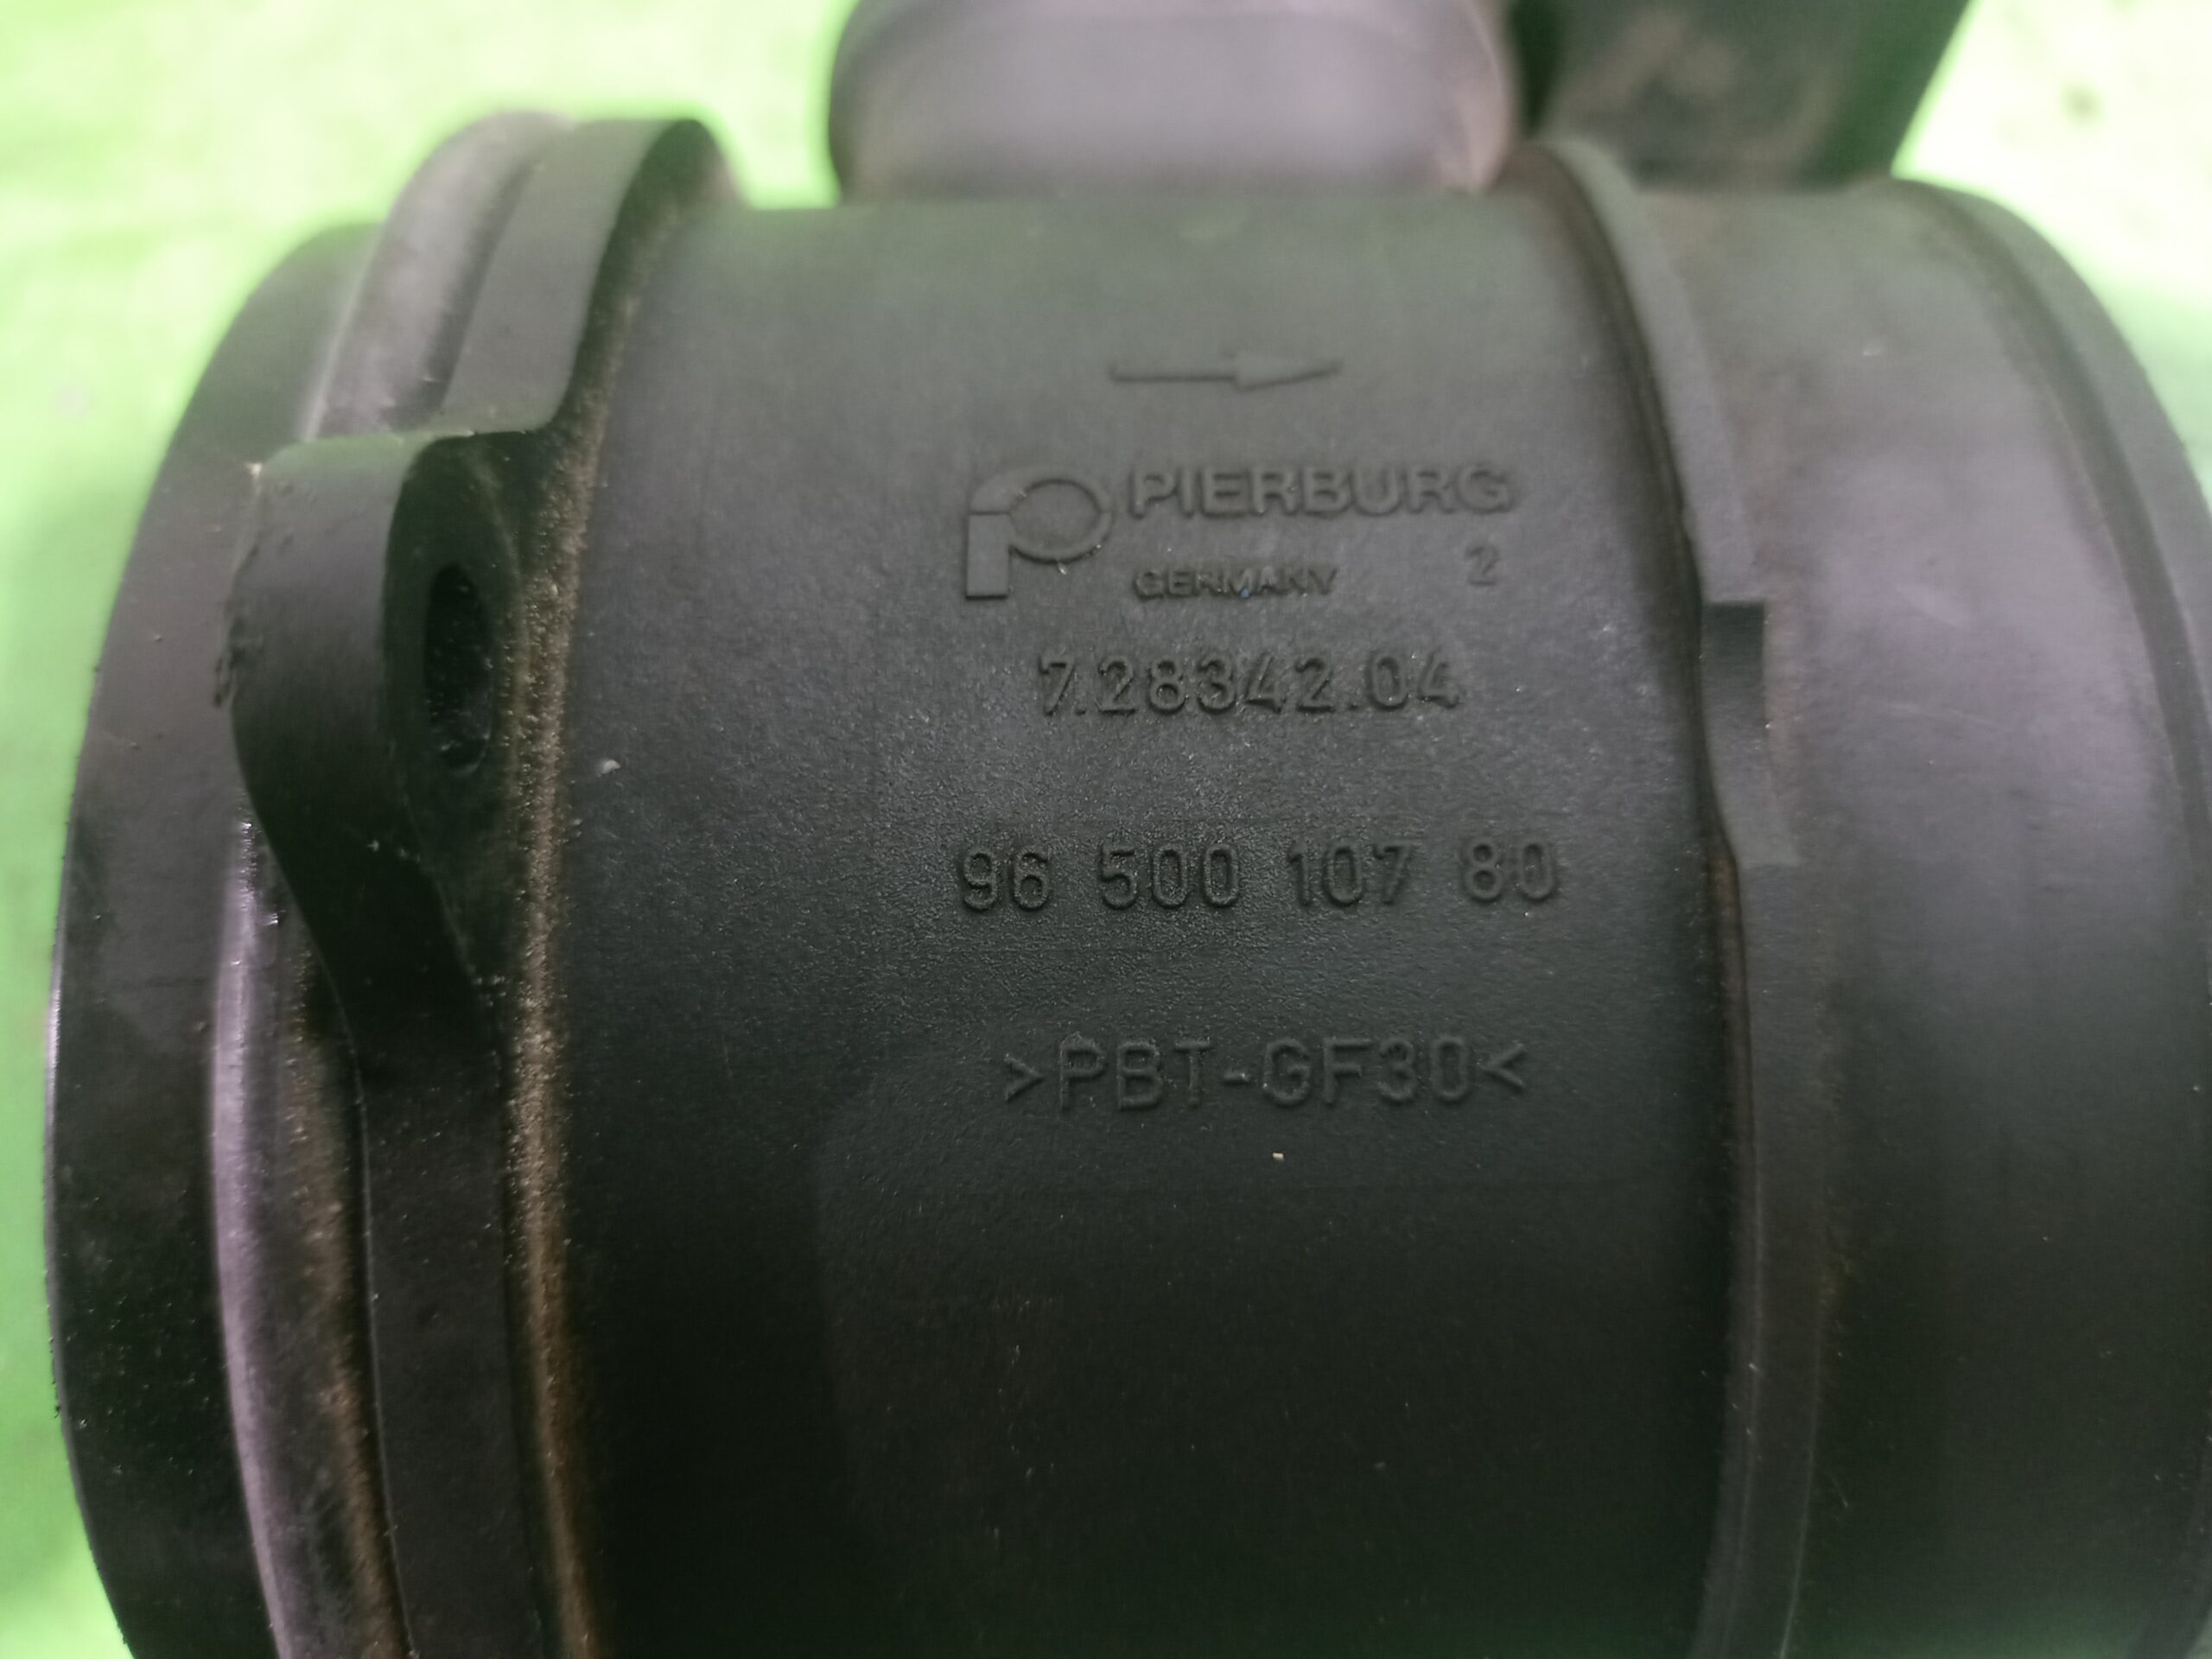 PIERBURG
GERMANY 2
7.28342.04
96 500 107 80
>PBT-GF30<